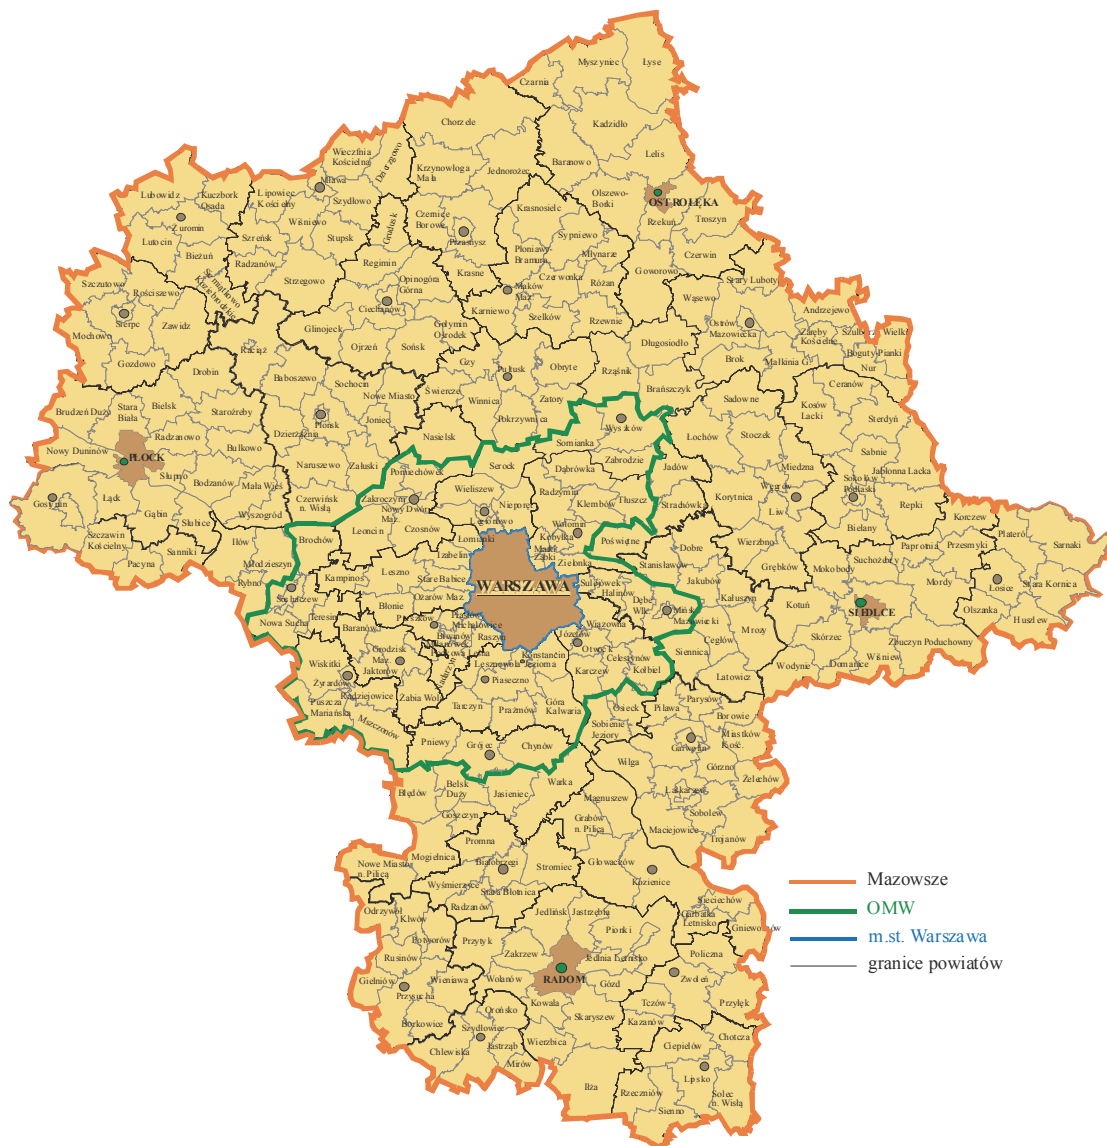 Myszyniec
Łyse
Czarnia
Chorzele
Kadzidło
Wieczfnia
Kościelna
Dzierzgowo
Lelis
Baranowo
Krzynowłoga
Mała
Jednorożec
Mława
Lubowidz
Kuczbork
Osada
Lipowiec
Kościelny
Szydłowo
Olszewo-
Borki
OSTROŁĘKA
Krasnosielc
Czernice
Borowe
Grudusk
Wiśniewo
Żuromin
Troszyn
Rzekuń
Sypniewo
Stupsk
Szreńsk
Lutocin
Przasnysz
Płoniawy-
Bramura
Młynarze
Czerwin
Bieżuń
Radzanów
Regimin
Goworowo
Krasne
Opinogóra
Górna
Czerwonka
Różan
Stary Lubotyń
Szczutowo
Strzegowo
Rościszewo
Maków
Maz.
Wąsewo
Ciechanów
Karniewo
Szelków
Rzewnie
Andrzejewo
Sierpc
Zawidz
Glinojeck
Gołymin
Ośrodek
Ostrów
Mazowiecka
Zaręby
Kościelne
Szulborze Wielkie
Mochowo
Ojrzeń
Sońsk
Długosiodło
Boguty-Pianki
Raciąż
Gozdowo
Gzy
Obryte
Rząśnik
Brok
Małkinia G.
Nur
Drobin
Baboszewo
Pułtusk
Sochocin
Ceranów
Brańszczyk
Nowe Miasto
Świercze
Winnica
Zatory
Sadowne
Kosów
Lacki
Brudzeń Duży
Stara
Biała
Bielsk
Staroźreby
Płońsk
Joniec
Pokrzywnica
Sterdyń
Wyszków
Dzierzążnia
Nasielsk
Łochów
Stoczek
Radzanowo
Somianka
Sabnie
Nowy Duninów
PŁOCK
Bulkowo
Załuski
Zabrodzie
Naruszewo
Pomiechówek
Serock
Dąbrówka
Jadów
Miedzna
Jabłonna Lacka
Słupno
Bodzanów
Mała Wieś
Sokołów
Podlaski
Węgrów
Gostynin
Łąck
Wieliszew
Radzymin
Tłuszcz
Korytnica
Czerwińsk
n. Wisłą
Zakroczym
Klembów
Strachówka
Repki
Nowy Dwór
Maz.
Nieporęt
Gąbin
Słubice
Wyszogród
Liw
Legionowo
Wołomin
Korczew
Leoncin
Czosnów
Bielany
Szczawin
Kościelny
Kobyłka
Platerów
Sanniki
Iłów
Brochów
Łomianki
Poświętne
Wierzbno
Przesmyki
Sarnaki
Dobre
Paprotnia
Pacyna
Młodzieszyn
Izabelin
Ząbki
Zielonka
Stanisławów
Grębków
Suchożebry
Mokobody
Leszno
Kampinos
Stare Babice
WARSZAWA
Sulejówek
Halinów
Jakubów
Mordy
Łosice
Stara Kornica
Rybno
Sochaczew
Ożarów Maz.
Kałuszyn
Błonie
Dębe
Wlk.
Mińsk
Mazowiecki
Kotuń
SIEDLCE
Olszanka
Huszlew
Teresin
Pruszków
Piastów
Michałowice
Wiązowna
Nowa Sucha
Baranów
Brwinów
Raszyn
Józefów
Mrozy
Skórzec
Zbuczyn Poduchowny
Cegłów
Milanówek
Podkowa Leśna
Nadarzyn
Otwock
Siennica
Wiśniew
Grodzisk
Maz.
Jaktorów
Konstancin
Jeziorna
Lesznowola
Celestynów
Kołbiel
Karczew
Wodynie
Domanice
Wiskitki
Latowicz
Żyrardów
Piaseczno
Radziejowice
Żabia Wola
Puszcza
Mariańska
Tarczyn
Prażmów
Góra
Kalwaria
Osieck
Pilawa
Parysów
Borowie
Mszczonów
Sobienie
Jeziory
Miastków
Kośc.
Pniewy
Grójec
Chynów
Garwolin
Wilga
Górzno
Żelechów
Belsk
Duży
Warka
Błędów
Jasieniec
Łaskarzew
Magnuszew
Goszczyn
Grabów
n. Pilicą
Sobolew
Maciejowice
Trojanów
Promna
Mogielnica
Białobrzegi
Stromiec
Głowaczów
Nowe Miasto
n. Pilicą
Kozienice
Mazowsze
Wyśmierzyce
Stara Błotnica
Sieciechów
Odrzywół
Radzanów
Jedlińsk
Jastrzębia
Garbatka
Letnisko
OMW
Klwów
Gniewoszów
Pionki
m.st. Warszawa
Potworów
Przytyk
Zakrzew
Policzna
Rusinów
Jedlnia Letnisko
granice powiatów
Gielniów
Wieniawa
Wolanów
RADOM
Gózd
Zwoleń
Przysucha
Kowala
Tczów
Przyłęk
Orońsko
Skaryszew
Kazanów
Borkowice
Szydłowiec
Chotcza
Jastrząb
Wierzbica
Ciepielów
Chlewiska
Mirów
Lipsko
Iłża
Rzeczniów
Solec
n. Wisłą
Sienno